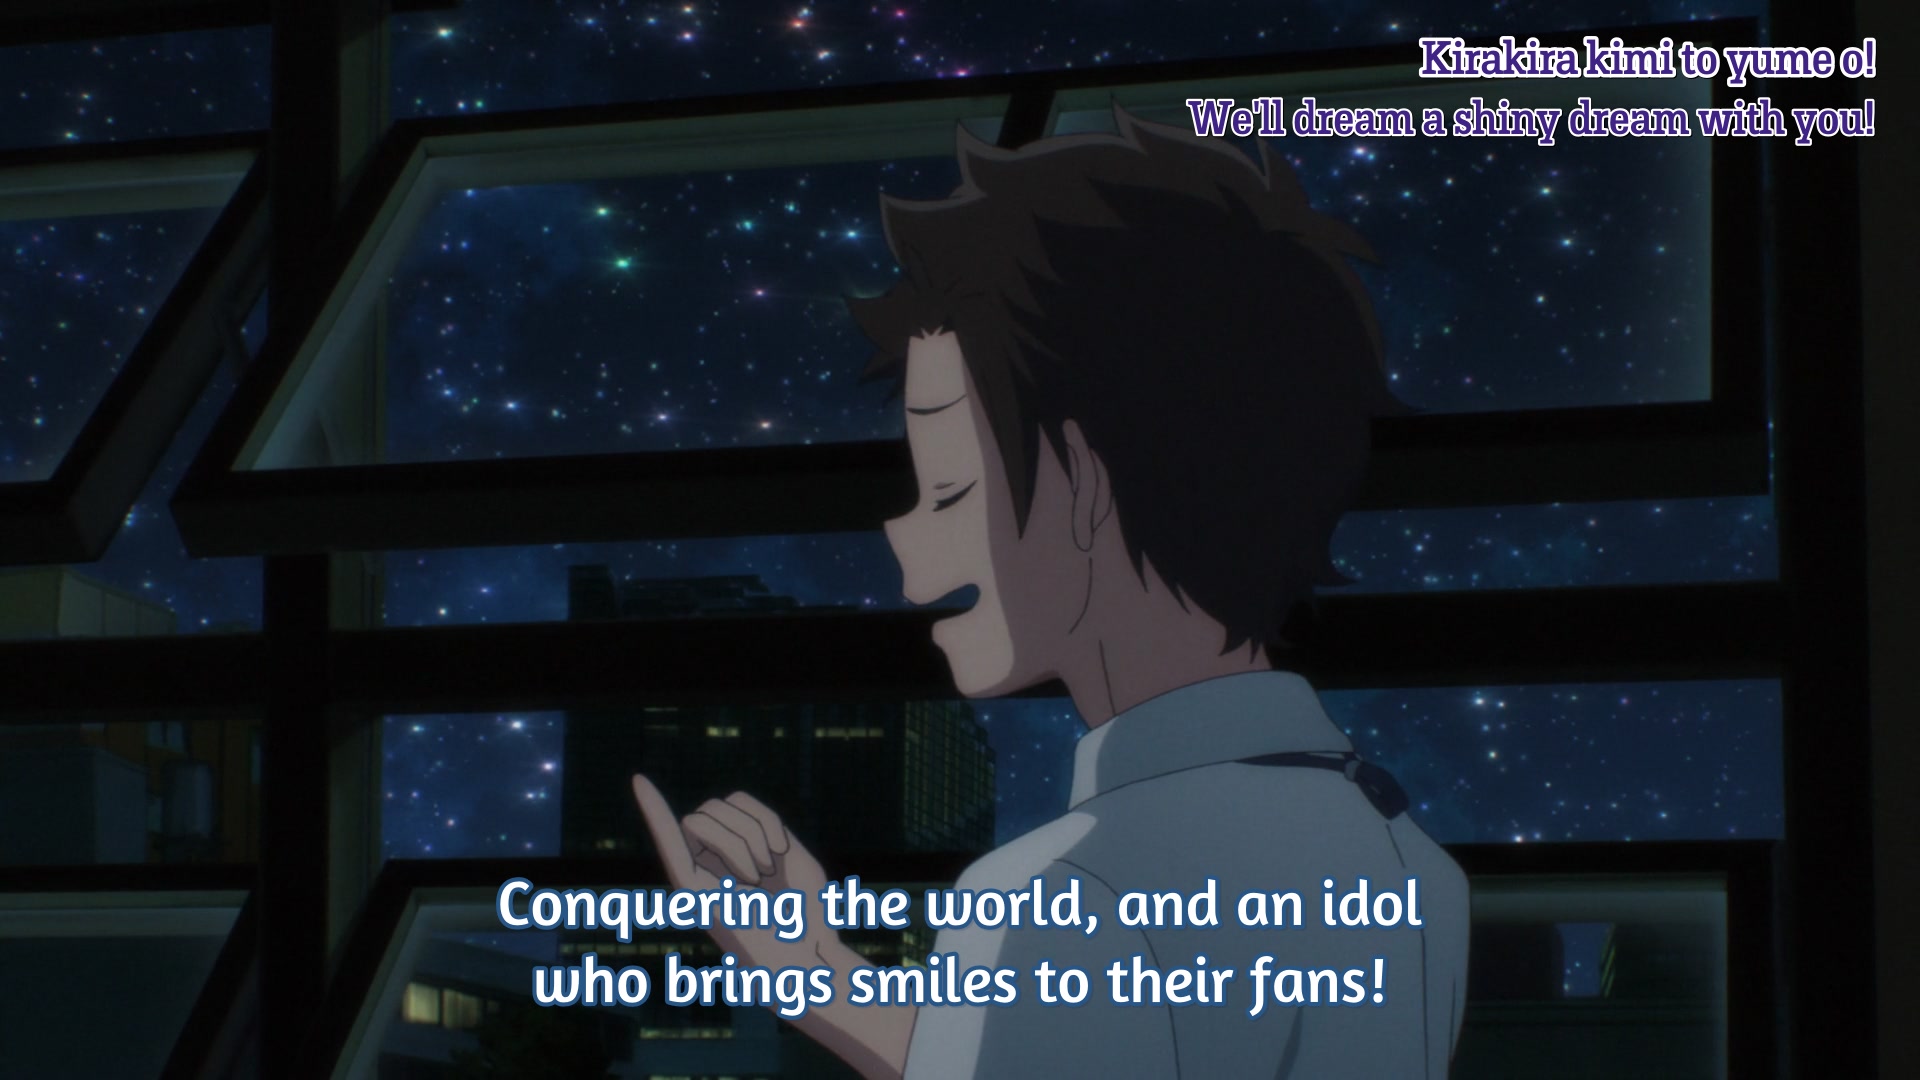 Kirakira kimi to yume o!
We'll dream a shiny dream with you!
Conquering the world, and an idol
who brings smiles to their fans!